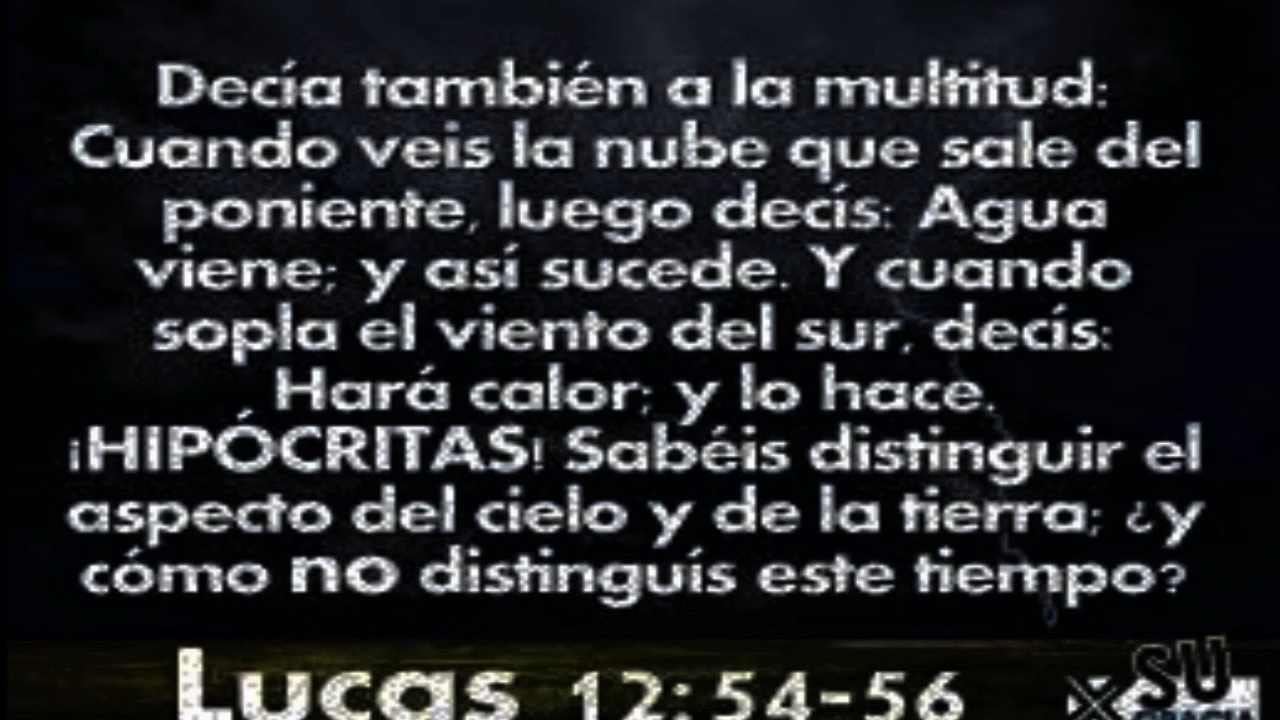 Decía también a la multitud:
Cuando veis la nube que sale del
poniente, luego decís: Agua
viene; y así sucede. Y cuando
sopla el viento del sur, decís:
Hará calor; y lo hace.
¡HIPÓCRITAS! Sabéis distinguir el
aspecto del cielo y de la tierra; ¿y
cómo no distinguís este tiempo?
Lucas 12:54-56
SU